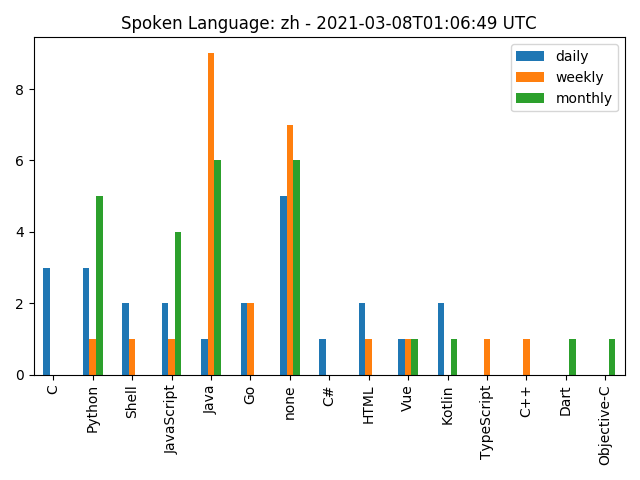 Spoken Language: zh - 2021-03-08T01:06:49 UTC
daily
weekly
monthly
8
6
4
2
0
C
Python
Shell
JavaScript
Java
Go
none
C#
HTML
Vue
Kotlin
TypeScript
C++
Dart
Objective-C